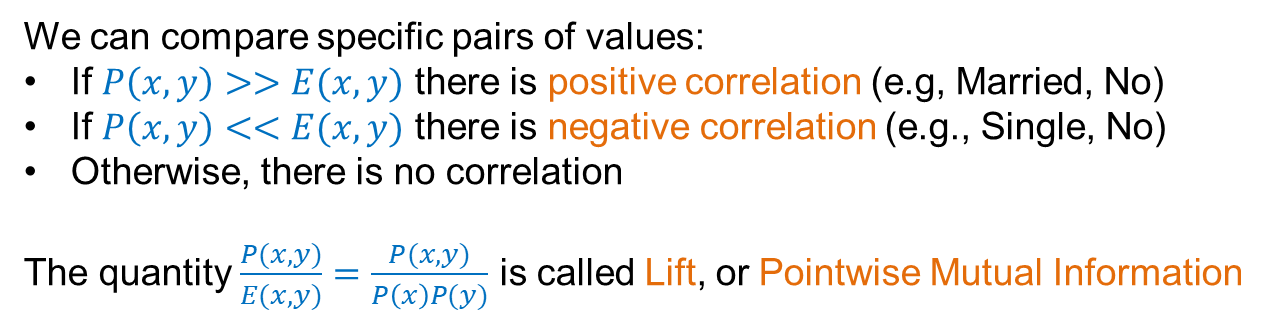 We can compare specific pairs of values:
• If P(x, y) >> E(x, y) there is positive correlation (e.g, Married, No)
• If P(x, y) << E(x, y) there is negative correlation (e.g., Single, No)
• Otherwise, there is no correlation
The quantity P(x,y)/E(x,y) = P(x,y)/P(x)P(y) is called Lift, or Pointwise Mutual Information